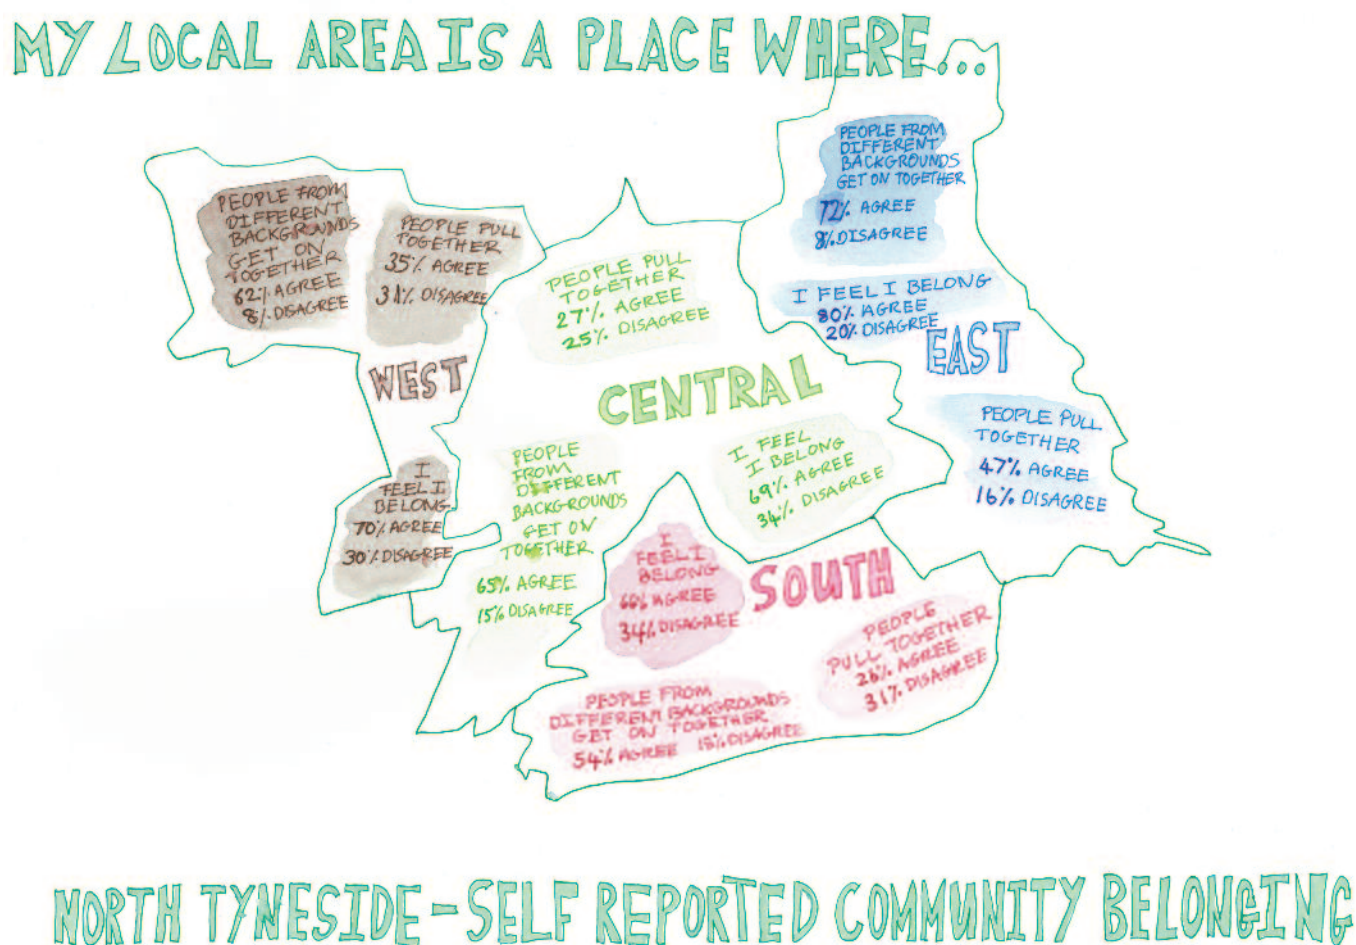 MY LOCAL AREA IS A PLACE WHERE...
PEOPLE FROM
DIFFERENT
BACKGROUNDS
GET ON
TOGETHER
62% AGREE
8% DISAGREE
PEOPLE PULL
TOGETHER
35% AGREE
31% DISAGREE
WEST
I
FEEL I
BELONG
70% AGREE
30% DISAGREE
PEOPLE PULL
TOGETHER
27% AGREE
25% DISAGREE
CENTRAL
PEOPLE
FROM
DIFFERENT
BACKGROUNDS
GET ON
TOGETHER
65% AGREE
15% DISAGREE
I FEEL
I BELONG
69% AGREE
34% DISAGREE
PEOPLE FROM
DIFFERENT
BACKGROUNDS
GET ON TOGETHER
72% AGREE
8% DISAGREE
I FEEL I BELONG
80% AGREE
20% DISAGREE
EAST
PEOPLE PULL
TOGETHER
47% AGREE
16% DISAGREE
I
FEEL I
BELONG
66% AGREE
34% DISAGREE
SOUTH
PEOPLE
PULL TOGETHER
26% AGREE
31% DISAGREE
PEOPLE FROM
DIFFERENT BACKGROUNDS
GET ON TOGETHER
54% AGREE DISAGREE
NORTH TYNESIDE - SELF REPORTED COMMUNITY BELONGING